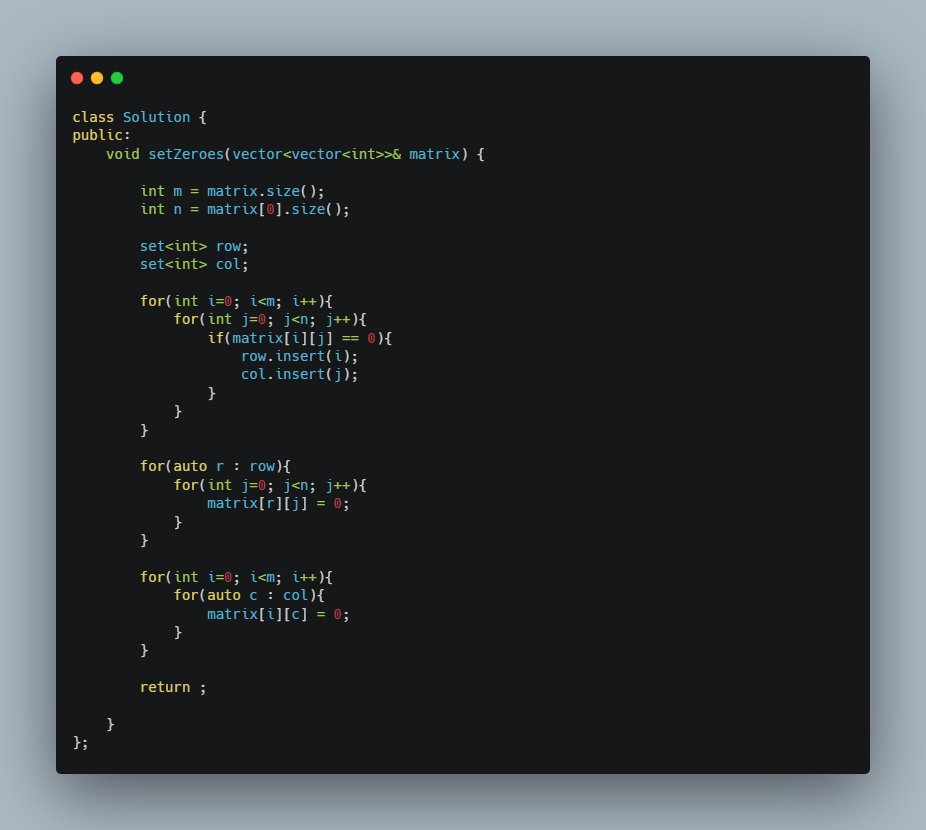 class Solution {
public:
    void setZeroes(vector<vector<int>>& matrix) {

        int m = matrix.size();
        int n = matrix[0].size();

        set<int> row;
        set<int> col;

        for(int i=0; i<m; i++){
            for(int j=0; j<n; j++){
                if(matrix[i][j] == 0){
                    row.insert(i);
                    col.insert(j);
                }
            }
        }

        for(auto r : row){
            for(int j=0; j<n; j++){
                matrix[r][j] = 0;
            }
        }

        for(int i=0; i<m; i++){
            for(auto c : col){
                matrix[i][c] = 0;
            }
        }

        return ;

    }
};